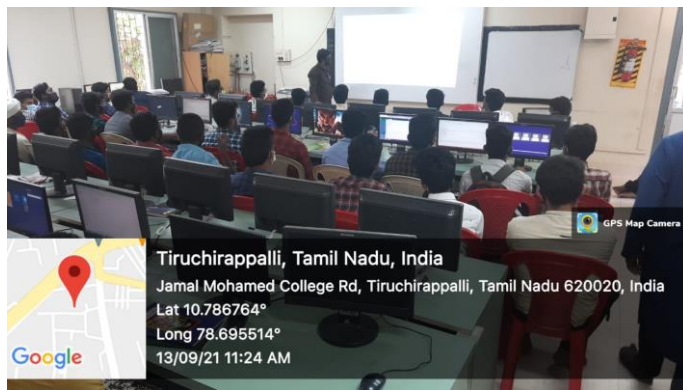 GPS Map Camera
Tiruchirappalli, Tamil Nadu, India
Jamal Mohamed College Rd, Tiruchirappalli, Tamil Nadu 620020, India
Lat 10.786764°
Long 78.695514°
13/09/21 11:24 AM
Google